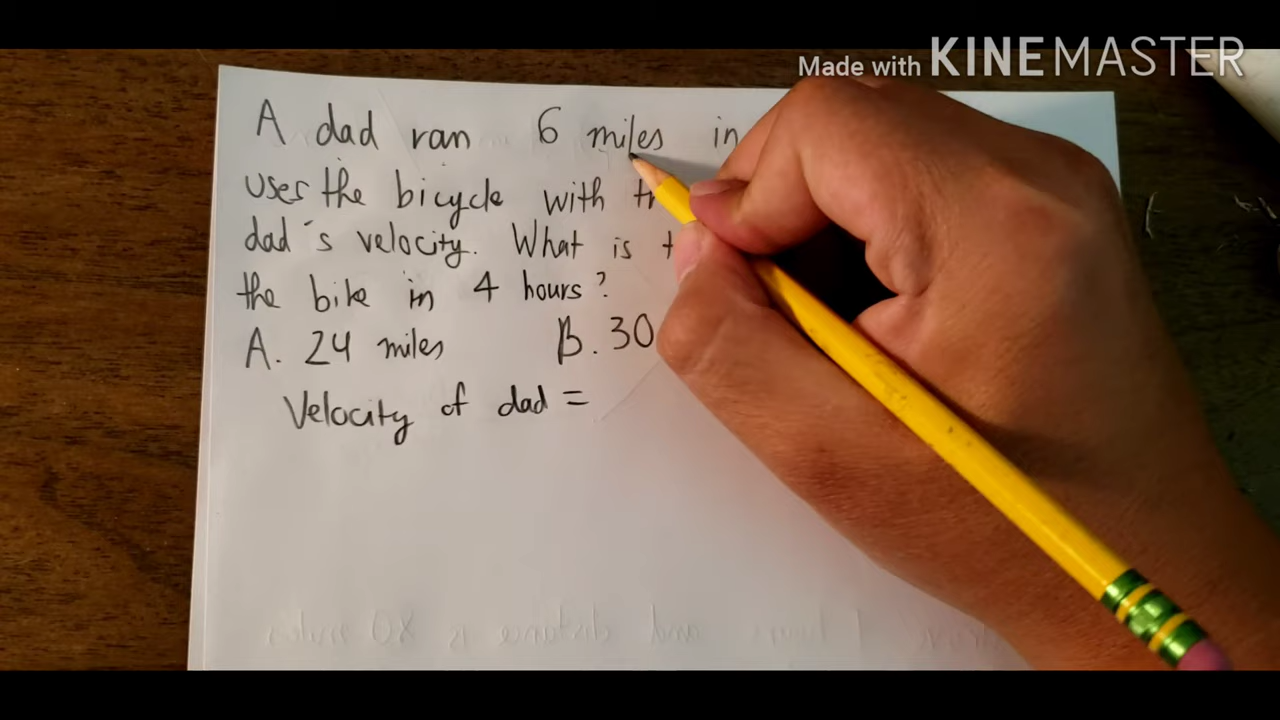 Made with KINEMASTER
A dad ran 6 miles in
uses the bicycle with
dad's velocity. What is
the bike in 4 hours?
A. 24 miles B. 30
Velocity of dad =